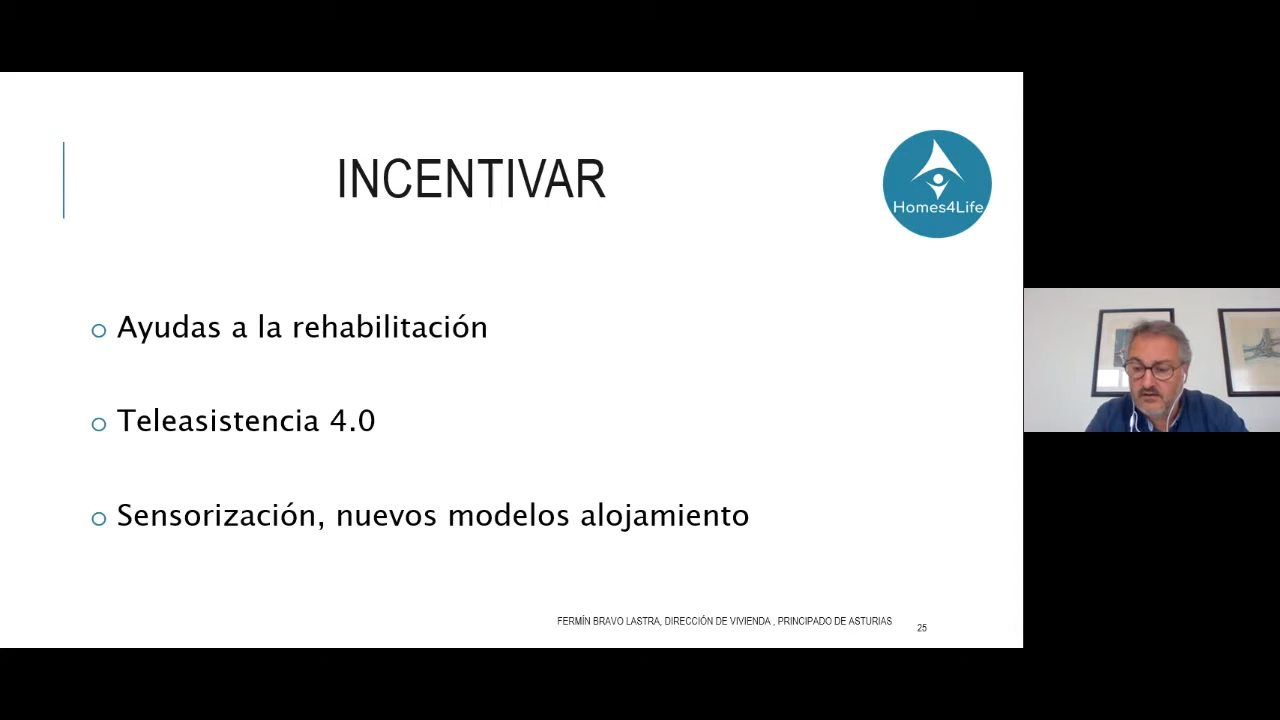 INCENTIVAR
Homes4Life
Ayudas a la rehabilitación
Teleasistencia 4.0
Sensorización, nuevos modelos alojamiento
FERMÍN BRAVO LASTRA, DIRECCIÓN DE VIVIENDA , PRINCIPADO DE ASTURIAS
25